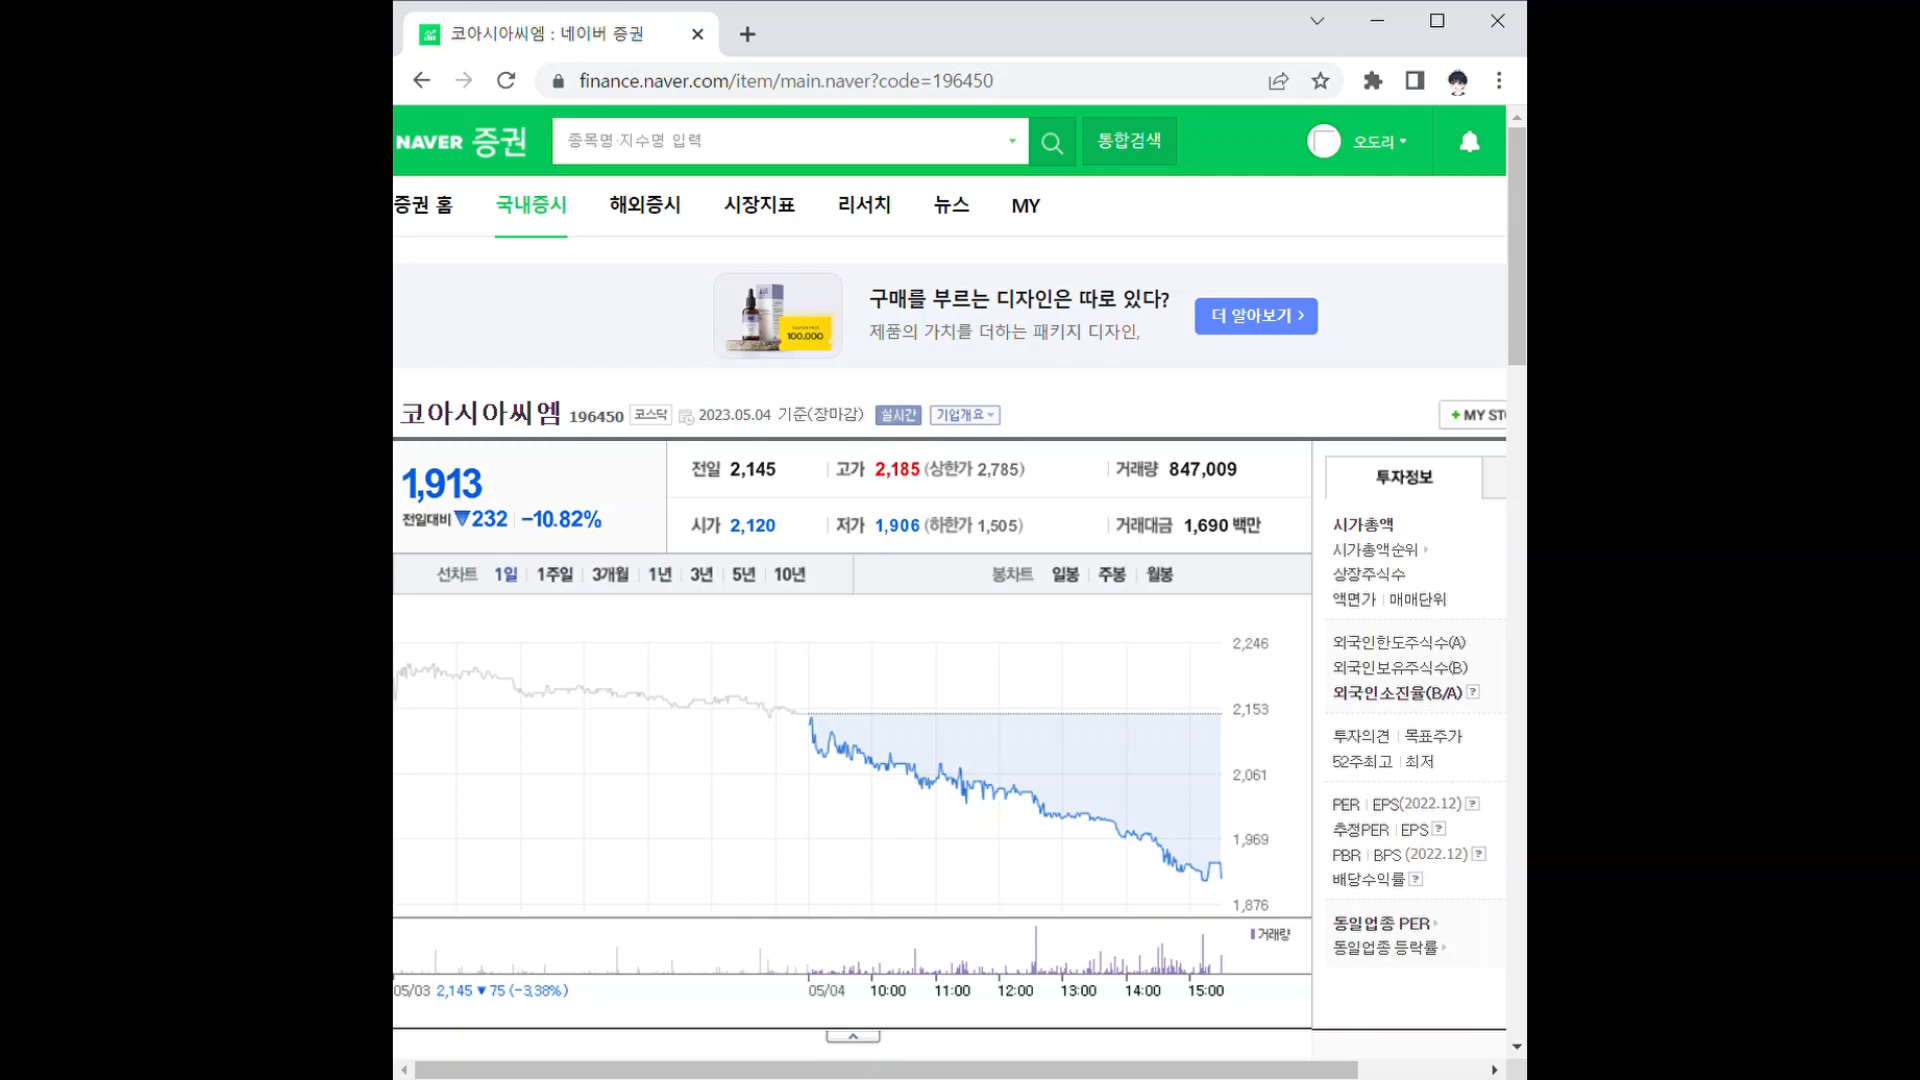 코아시아씨엠 : 네이버 증권
finance.naver.com/item/main.naver?code=196450
NAVER 증권
종목명·지수명 입력
통합검색
오도리
증권 홈 국내증시 해외증시 시장지표 리서치 뉴스 MY
100,000
구매를 부르는 디자인은 따로 있다?
제품의 가치를 더하는 패키지 디자인,
더 알아보기 >
코아시아씨엠 196450 코스닥 2023.05.04 기준(장마감) 실시간 기업개요
+ MY ST
1,913
전일대비 ▼232 -10.82%
전일 2,145 고가 2,185 (상한가 2,785) 거래량 847,009
시가 2,120 저가 1,906 (하한가 1,505) 거래대금 1,690 백만
선차트 1일 1주일 3개월 1년 3년 5년 10년
봉차트 일봉 주봉 월봉
2,246
2,153
2,061
1,969
1,876
거래량
05/03 2,145 ▼ 75 (-3.38%)
05/04 10:00 11:00 12:00 13:00 14:00 15:00
투자정보
시가총액
시가총액순위
상장주식수
액면가 매매단위
외국인한도주식수(A)
외국인보유주식수(B)
외국인소진율(B/A) ?
투자의견 목표주가
52주최고 최저
PER EPS(2022.12) ?
추정PER EPS ?
PBR BPS (2022.12) ?
배당수익률 ?
동일업종 PER
동일업종 등락률